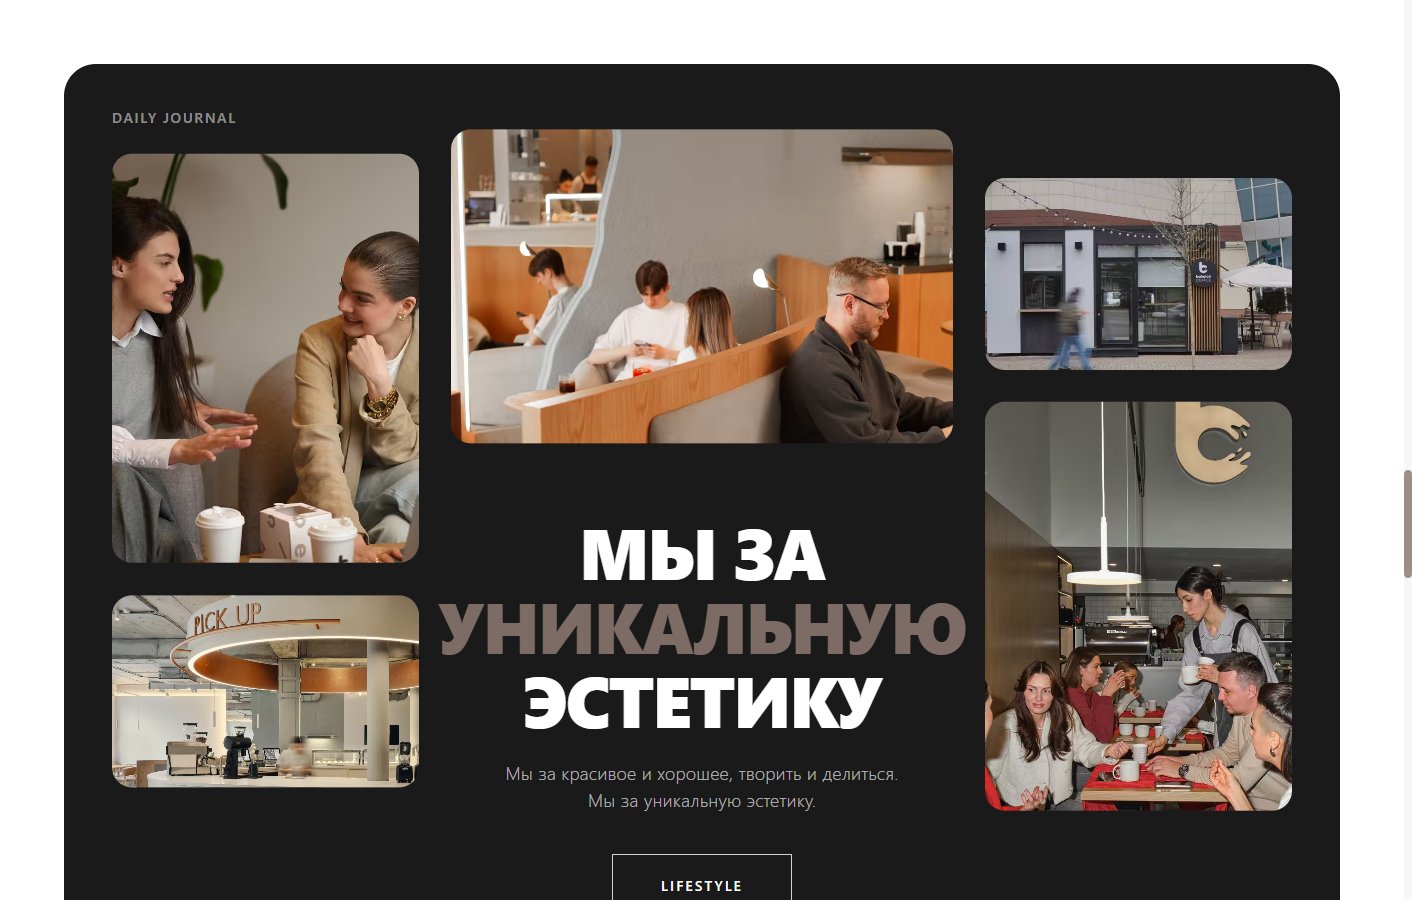 DAILY JOURNAL
PICK UP
МЫ ЗА
УНИКАЛЬНУЮ
ЭСТЕТИКУ
Мы за красивое и хорошее, творить и делиться.
Мы за уникальную эстетику.
LIFESTYLE